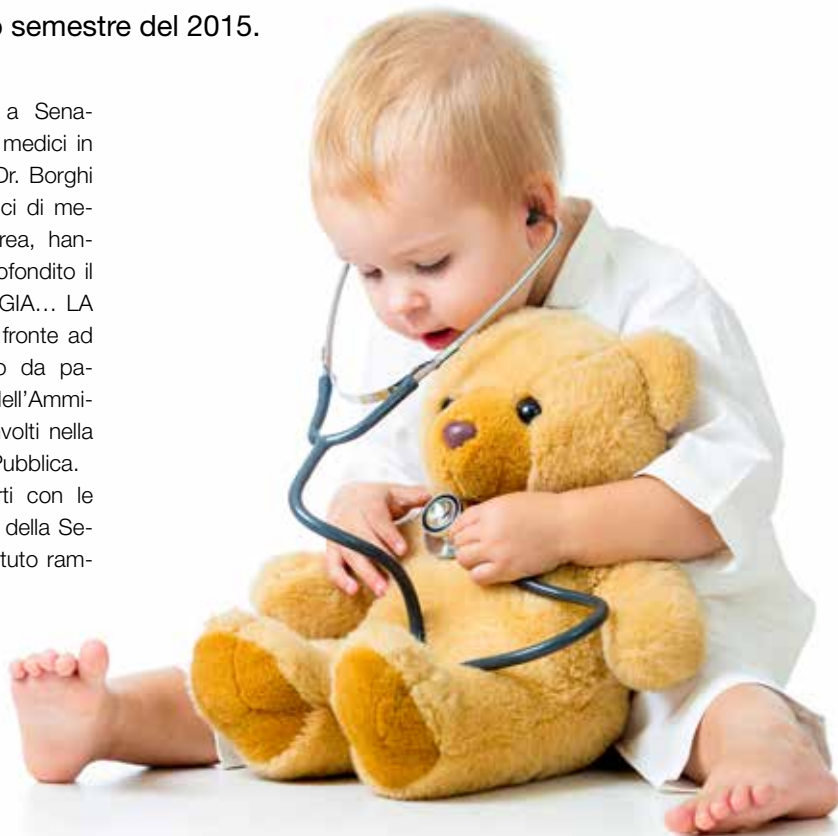 o semestre del 2015.
a Sena-
medici in
Dr. Borghi
ci di me-
rea, han-
ofondito il
GIA... LA
fronte ad
o da pa-
dell'Ammi-
volti nella
Pubblica.
rti con le
della Se-
tuto ram-